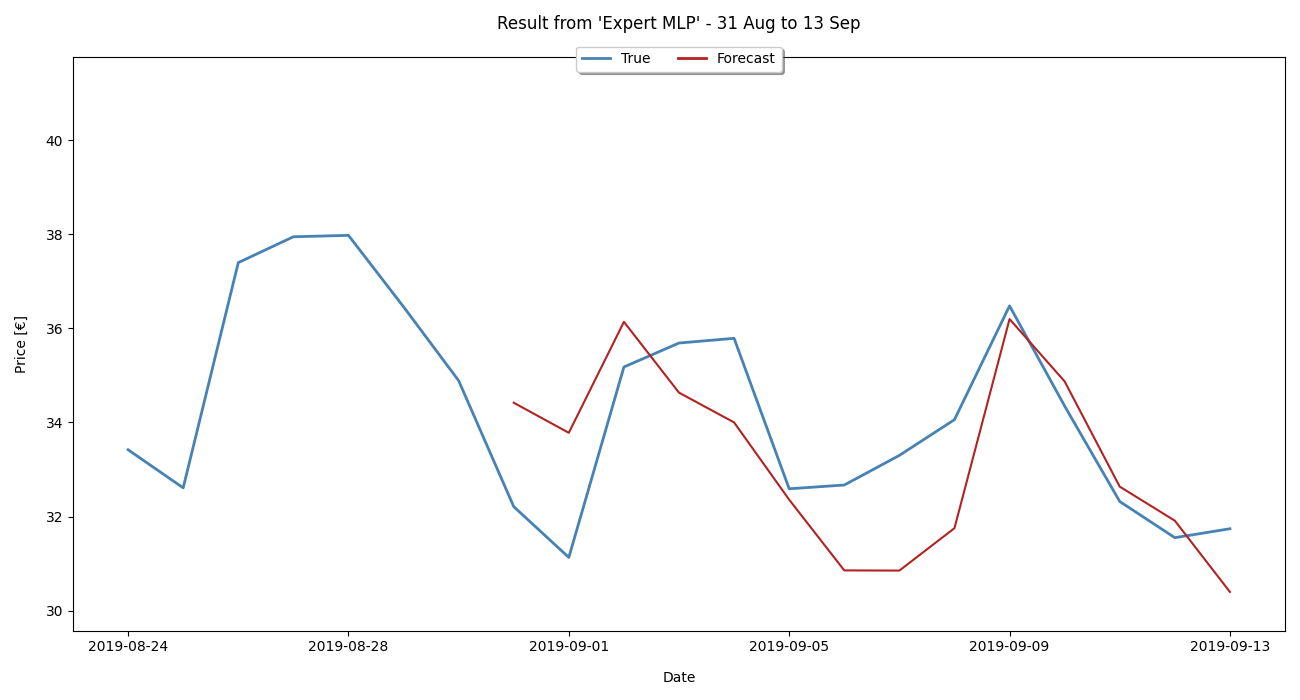 Result from 'Expert MLP' - 31 Aug to 13 Sep
True Forecast
40
38
36
34
32
30
Price [€]
2019-08-24 2019-08-28 2019-09-01 2019-09-05 2019-09-09 2019-09-13
Date